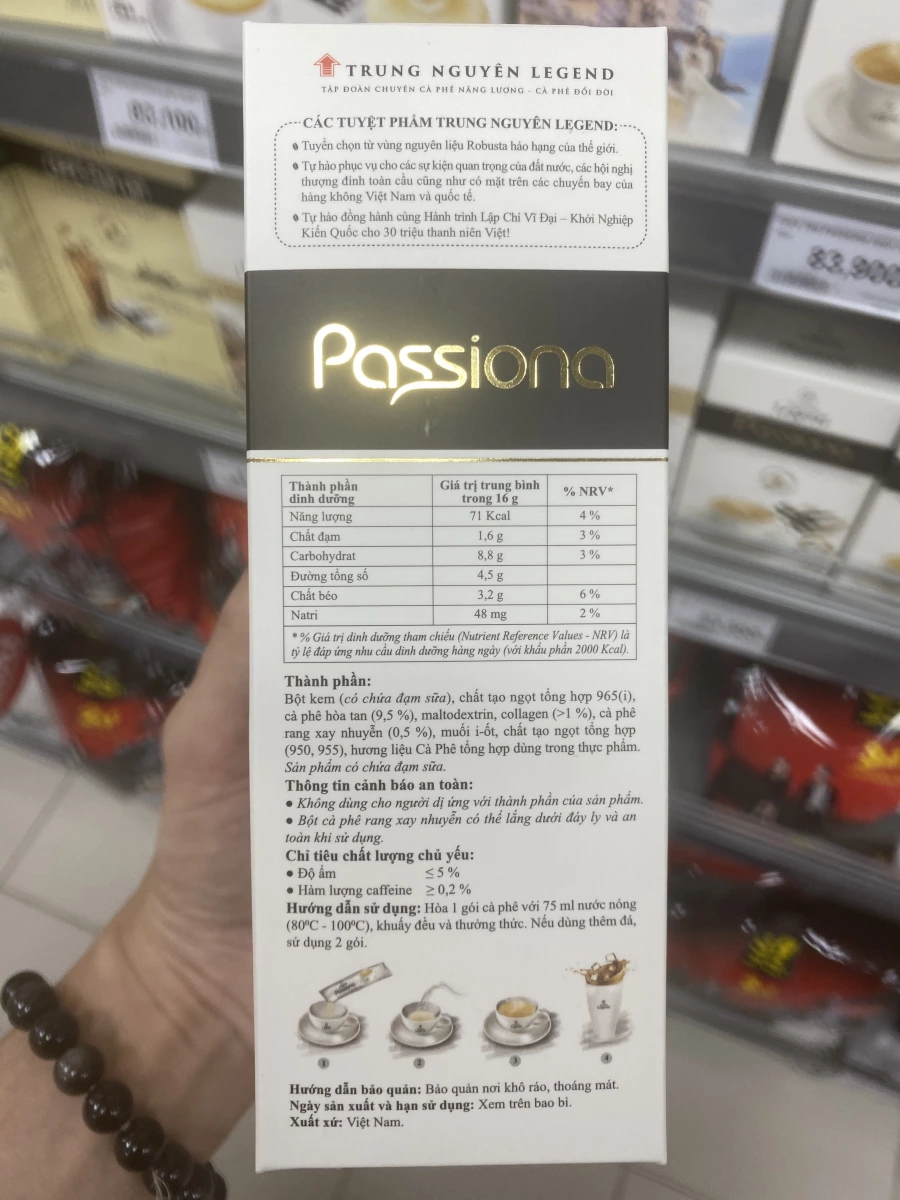 TRUNG NGUYÊN LEGEND
TẬP ĐOÀN CHUYÊN CÀ PHÊ NĂNG LƯỢNG - CÀ PHÊ ĐỔI ĐỜI
CÁC TUYỆT PHẨM TRUNG NGUYÊN LEGEND:
Tuyển chọn từ vùng nguyên liệu Robusta hảo hạng của thế giới.
Tự hào phục vụ cho các sự kiện quan trọng của đất nước, các hội nghị
thượng đỉnh toàn cầu cũng như có mặt trên các chuyến bay của
hàng không Việt Nam và quốc tế.
Tự hào đồng hành cùng Hành trình Lập Chí Vĩ Đại – Khởi Nghiệp
Kiến Quốc cho 30 triệu thanh niên Việt!
Passiona
Thành phần dinh dưỡng Giá trị trung bình trong 16 g % NRV*
Năng lượng 71 Kcal 4 %
Chất đạm 1,6 g 3 %
Carbohydrat 8,8 g 3 %
Đường tổng số 4,5 g
Chất béo 3,2 g 6 %
Natri 48 mg 2 %
* % Giá trị dinh dưỡng tham chiếu (Nutrient Reference Values - NRV) là
tỷ lệ đáp ứng nhu cầu dinh dưỡng hàng ngày (với khẩu phần 2000 Kcal).
Thành phần:
Bột kem (có chứa đạm sữa), chất tạo ngọt tổng hợp 965(i),
cà phê hòa tan (9,5 %), maltodextrin, collagen (>1 %), cà phê
rang xay nhuyễn (0,5 %), muối i-ốt, chất tạo ngọt tổng hợp
(950, 955), hương liệu Cà Phê tổng hợp dùng trong thực phẩm.
Sản phẩm có chứa đạm sữa.
Thông tin cảnh báo an toàn:
• Không dùng cho người dị ứng với thành phần của sản phẩm.
• Bột cà phê rang xay nhuyễn có thể lắng dưới đáy ly và an
toàn khi sử dụng.
Chỉ tiêu chất lượng chủ yếu:
• Độ ẩm ≤ 5 %
• Hàm lượng caffeine ≥ 0,2 %
Hướng dẫn sử dụng: Hòa 1 gói cà phê với 75 ml nước nóng
(80ºC - 100ºC), khuấy đều và thưởng thức. Nếu dùng thêm đá,
sử dụng 2 gói.
1 2 3 4
Hướng dẫn bảo quản: Bảo quản nơi khô ráo, thoáng mát.
Ngày sản xuất và hạn sử dụng: Xem trên bao bì.
Xuất xứ: Việt Nam.
83.900
Passiona